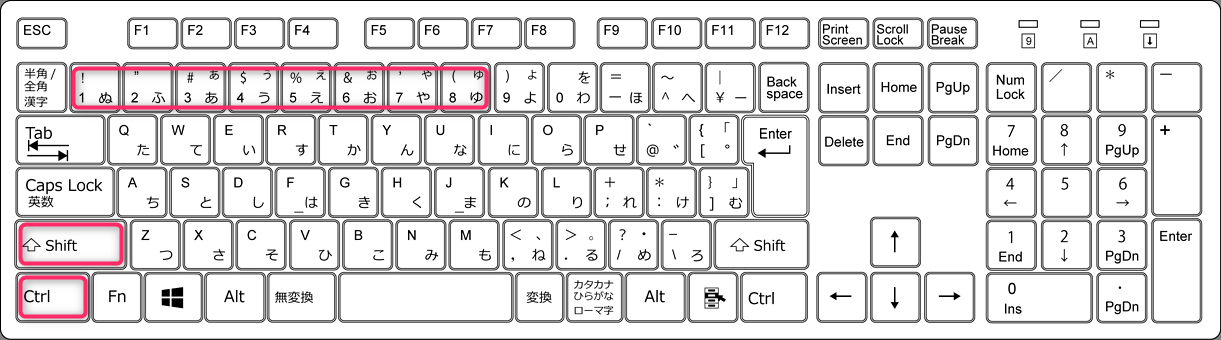 ESC F1 F2 F3 F4 F5 F6 F7 F8 F9 F10 F11 F12 Print Screen Scroll Lock Pause Break 9 A ↓
半角/
全角
漢字
! 1 ぬ
" 2 ふ
# ぁ 3 あ
$ ぅ 4 う
% ぇ 5 え
& ぉ 6 お
' ゃ 7 や
( ゅ 8 ゆ
) ょ 9 よ
を 0 わ
= ー ほ
~ ^ へ
| ¥ ー
Back
space
Insert Home PgUp
Num
Lock
/ * ー
Tab
Q た
W て
E い
R す
T か
Y ん
U な
I に
O ら
P せ
` @ ゛
{ 「 [ °
Enter
Delete End PgDn
7 Home
8 ↑
9 PgUp
+
Caps Lock
英数
A ち
S と
D し
F _は
G き
H く
J _ま
K の
L り
+ ; れ
* : け
} 」 ] む
4 ←
5
6 →
Shift
Z つ
X さ
C そ
V ひ
B こ
N み
M も
< 、 , ね
> 。 . る
? ・ / め
_ \ ろ
Shift
↑
1 End
2 ↓
3 PgDn
Enter
Ctrl Fn Alt 無変換 変換
カタカナ
ひらがな
ローマ字
Alt Ctrl
← ↓ →
0 Ins
. PgDn